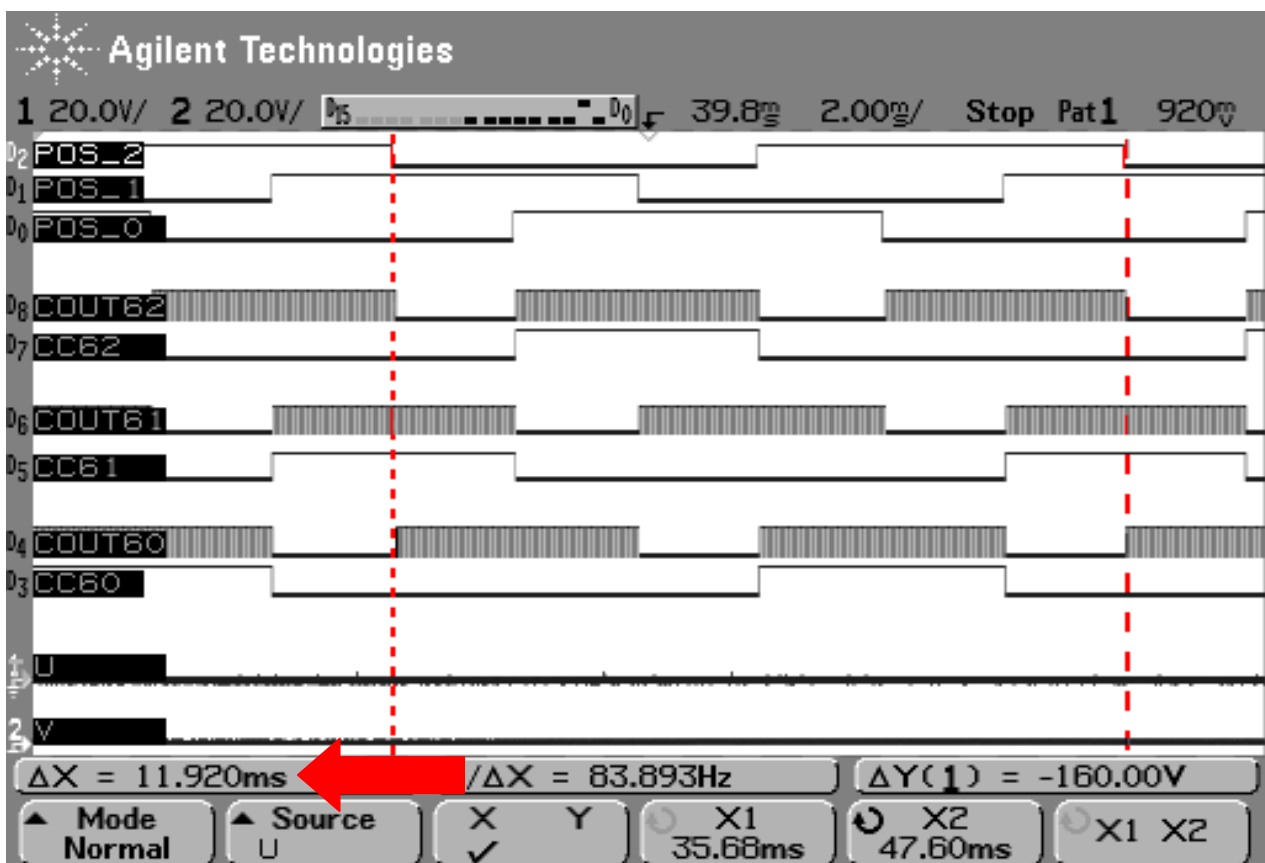 Agilent Technologies
1 20.0V/ 2 20.0V/ D15 D0 39.8ms 2.00ms/ Stop Pat1 920mV
D2 POS_2
D1 POS_1
D0 POS_0
D8 COUT62
D7 CC62
D6 COUT61
D5 CC61
D4 COUT60
D3 CC60
1 U
2 V
ΔX = 11.920ms /ΔX = 83.893Hz ΔY(1) = -160.00V
Mode Source X Y X1 X2 X1 X2
Normal U ✓ 35.68ms 47.60ms